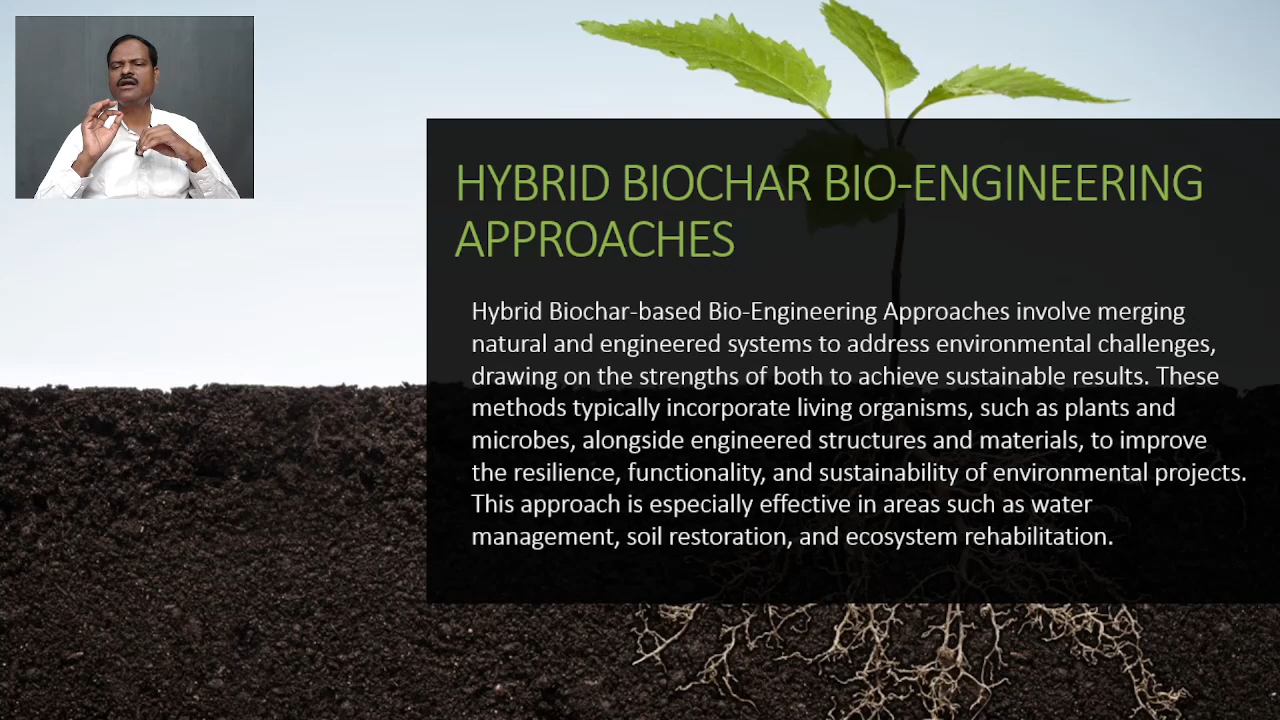 HYBRID BIOCHAR BIO-ENGINEERING
APPROACHES
Hybrid Biochar-based Bio-Engineering Approaches involve merging
natural and engineered systems to address environmental challenges,
drawing on the strengths of both to achieve sustainable results. These
methods typically incorporate living organisms, such as plants and
microbes, alongside engineered structures and materials, to improve
the resilience, functionality, and sustainability of environmental projects.
This approach is especially effective in areas such as water
management, soil restoration, and ecosystem rehabilitation.